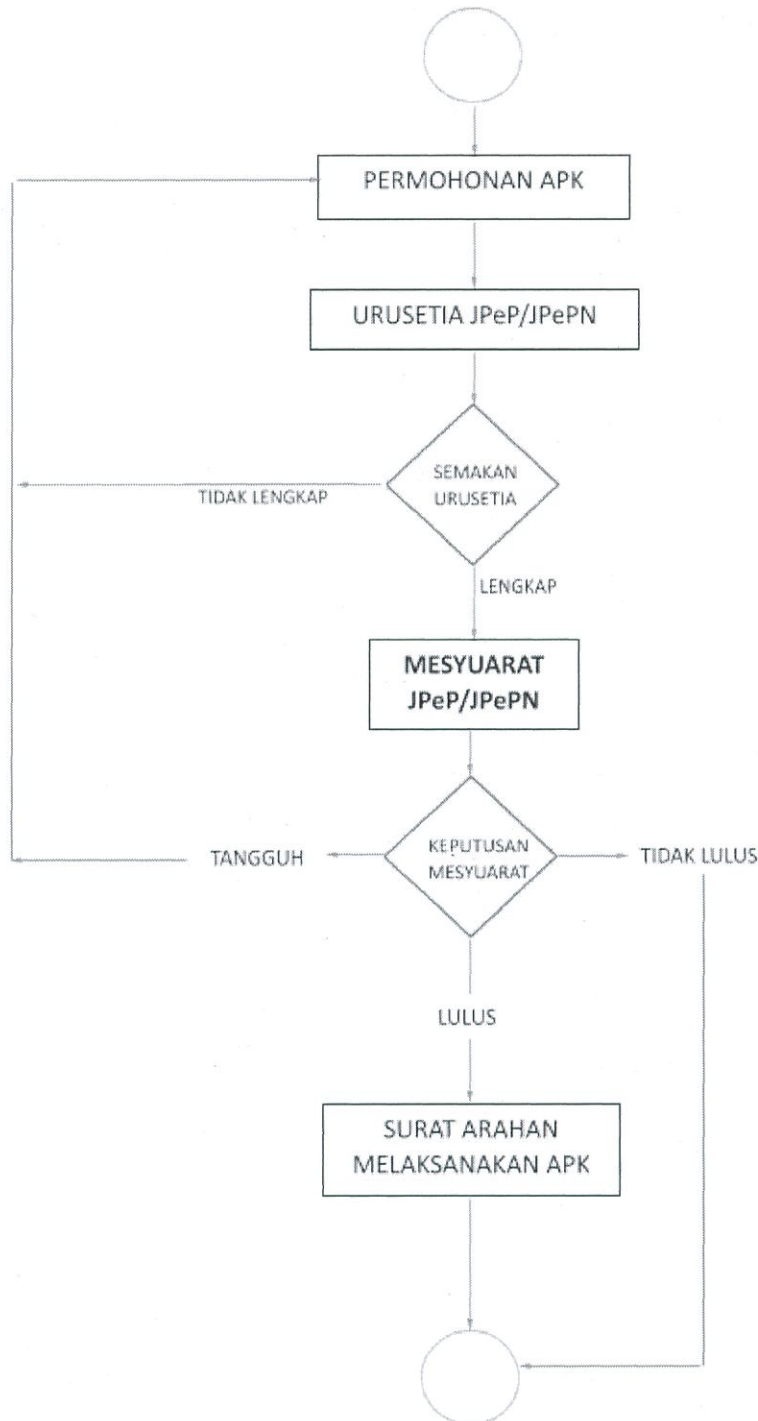 PERMOHONAN APK
URUSETIA JPeP/JPePN
SEMAKAN
URUSETIA
TIDAK LENGKAP
LENGKAP
MESYUARAT
JPeP/JPePN
TANGGUH
KEPUTUSAN
MESYUARAT
TIDAK LULUS
LULUS
SURAT ARAHAN
MELAKSANAKAN APK